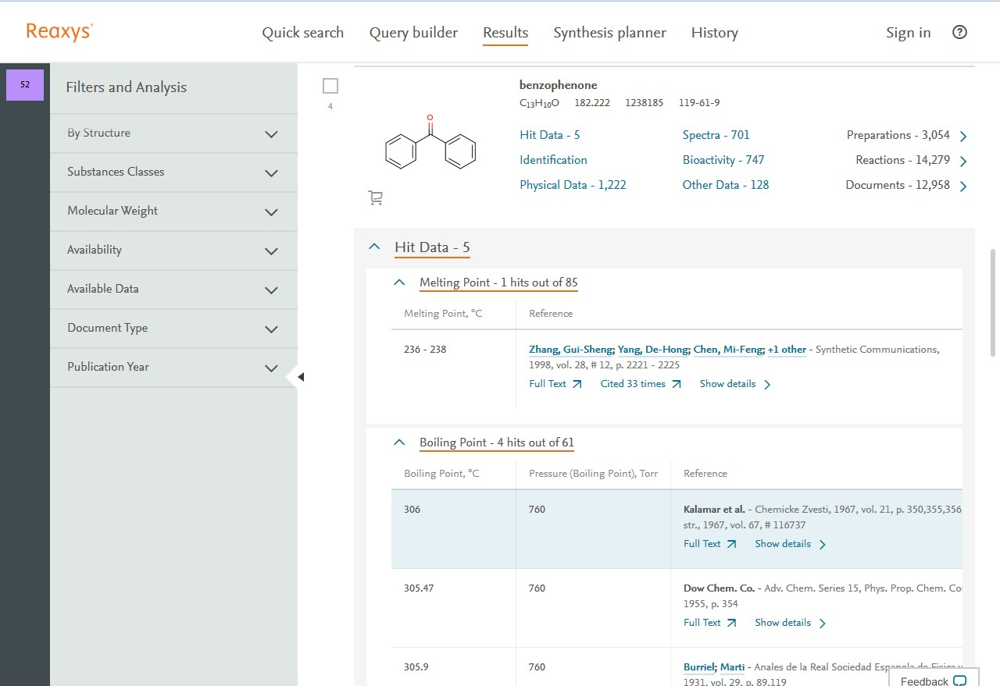 Reaxys®
Quick search Query builder Results Synthesis planner History Sign in ?
52
Filters and Analysis
By Structure
Substances Classes
Molecular Weight
Availability
Available Data
Document Type
Publication Year
4
O
benzophenone
C₁₃H₁₀O 182.222 1238185 119-61-9
Hit Data - 5 Spectra - 701 Preparations - 3,054
Identification Bioactivity - 747 Reactions - 14,279
Physical Data - 1,222 Other Data - 128 Documents - 12,958
Hit Data - 5
Melting Point - 1 hits out of 85
Melting Point, °C Reference
236 - 238 Zhang, Gui-Sheng; Yang, De-Hong; Chen, Mi-Feng; +1 other - Synthetic Communications,
1998, vol. 28, # 12, p. 2221 - 2225
Full Text Cited 33 times Show details
Boiling Point - 4 hits out of 61
Boiling Point, °C Pressure (Boiling Point), Torr Reference
306 760 Kalamar et al. - Chemicke Zvesti, 1967, vol. 21, p. 350,355,356,
str., 1967, vol. 67, # 116737
Full Text Show details
305.47 760 Dow Chem. Co. - Adv. Chem. Series 15, Phys. Prop. Chem. Co
1955, p. 354
Full Text Show details
305.9 760 Burriel; Marti - Anales de la Real Sociedad Espanola de Fisica
1931, vol. 29, p. 89,119
Feedback